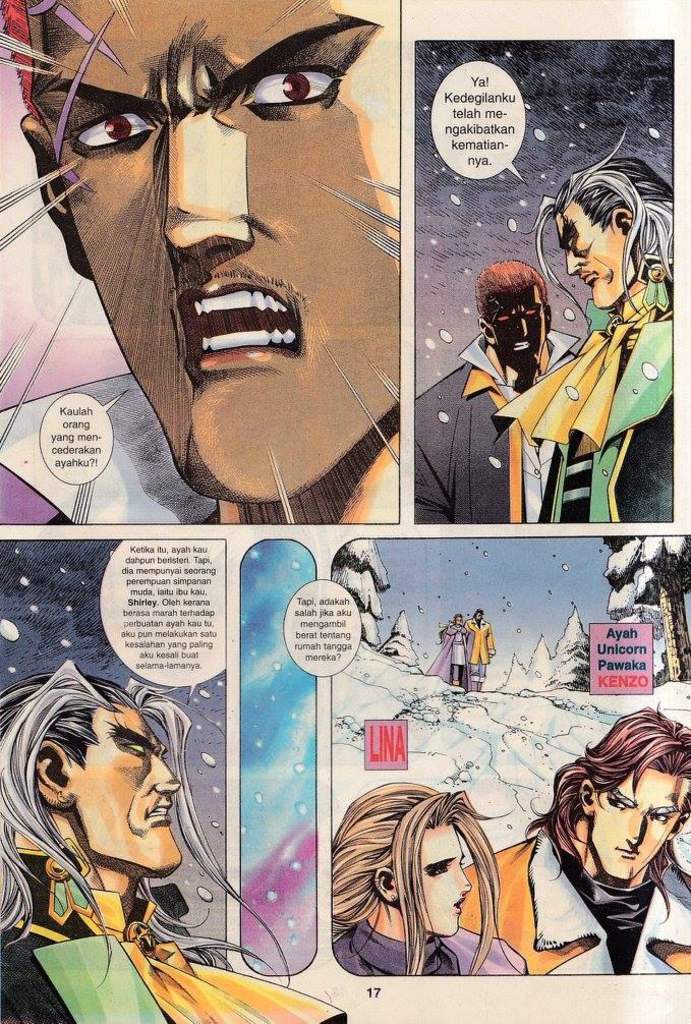 Kaulah
orang
yang men-
cederakan
ayahku?!
Ya!
Kedegilanku
telah me-
ngakibatkan
kematian-
nya.
Ketika itu, ayah kau
dahpun beristeri. Tapi,
dia mempunyai seorang
perempuan simpanan
muda, iaitu ibu kau,
Shirley. Oleh kerana
berasa marah terhadap
perbuatan ayah kau tu,
aku pun melakukan satu
kesalahan yang paling
aku kesali buat
selama-lamanya.
Tapi, adakah
salah jika aku
mengambil
berat tentang
rumah tangga
mereka?
Ayah
Unicorn
Pawaka
KENZO
LINA
17